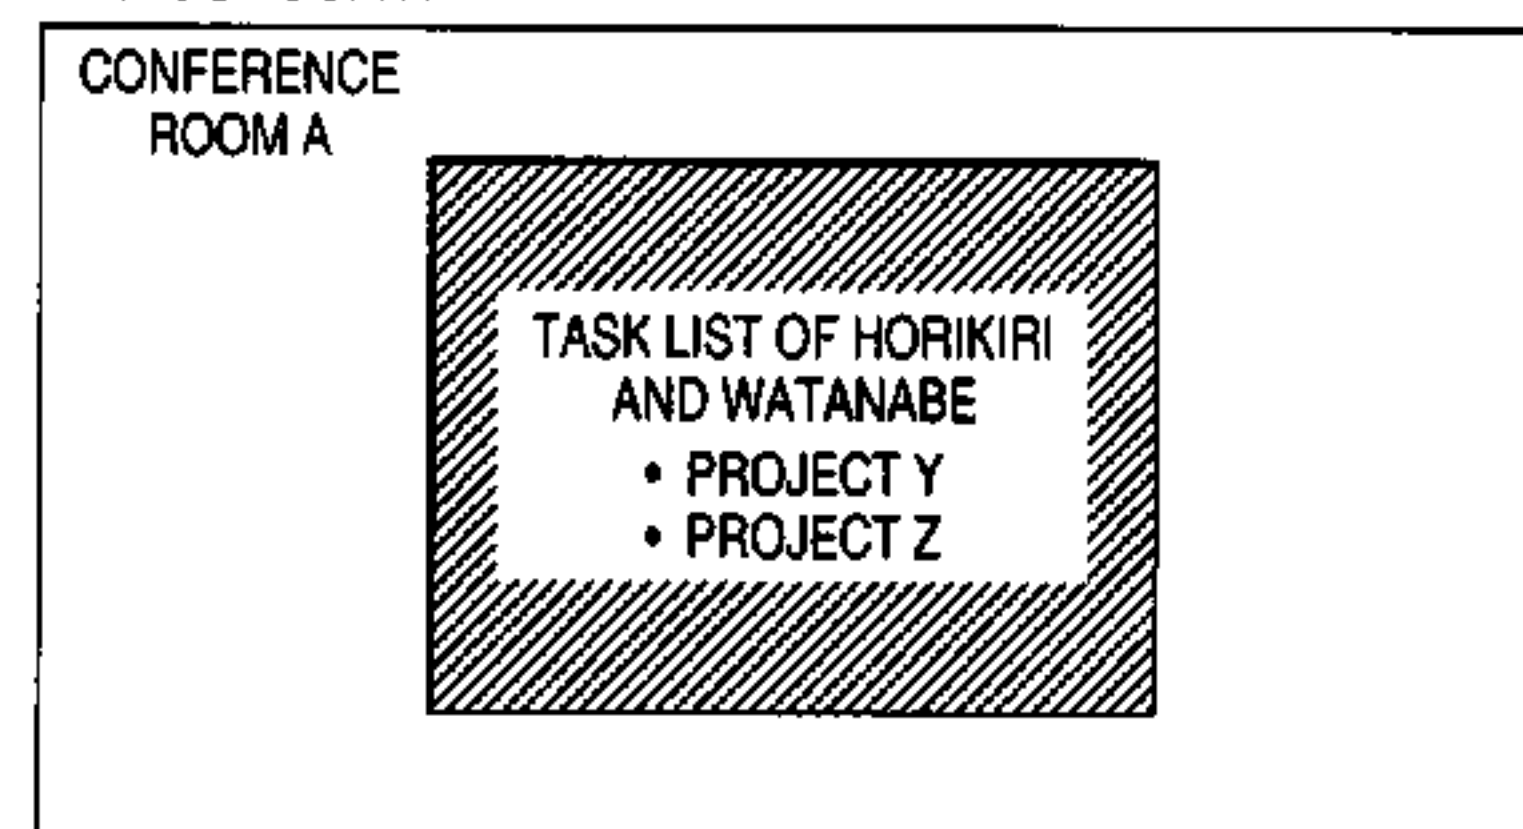 CONFERENCE
ROOM A
TASK LIST OF HORIKIRI
AND WATANABE
• PROJECT Y
• PROJECT Z